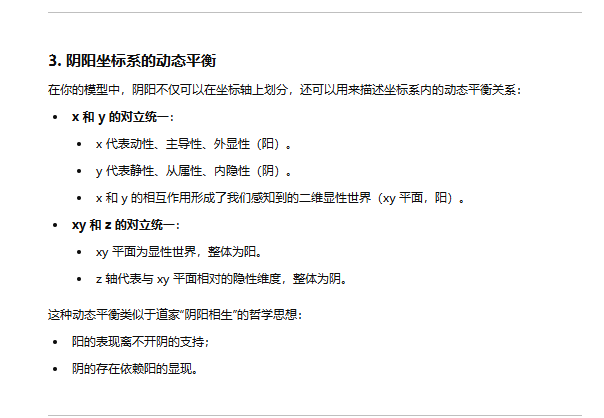 3. 阴阳坐标系的动态平衡
在你的模型中，阴阳不仅可以在坐标轴上划分，还可以用来描述坐标系内的动态平衡关系：
• x 和 y 的对立统一：
• x 代表动性、主导性、外显性（阳）。
• y 代表静性、从属性、内隐性（阴）。
• x 和 y 的相互作用形成了我们感知到的二维显性世界（xy 平面，阳）。
• xy 和 z 的对立统一：
• xy 平面为显性世界，整体为阳。
• z 轴代表与 xy 平面相对的隐性维度，整体为阴。
这种动态平衡类似于道家“阴阳相生”的哲学思想：
• 阳的表现离不开阴的支持；
• 阴的存在依赖阳的显现。